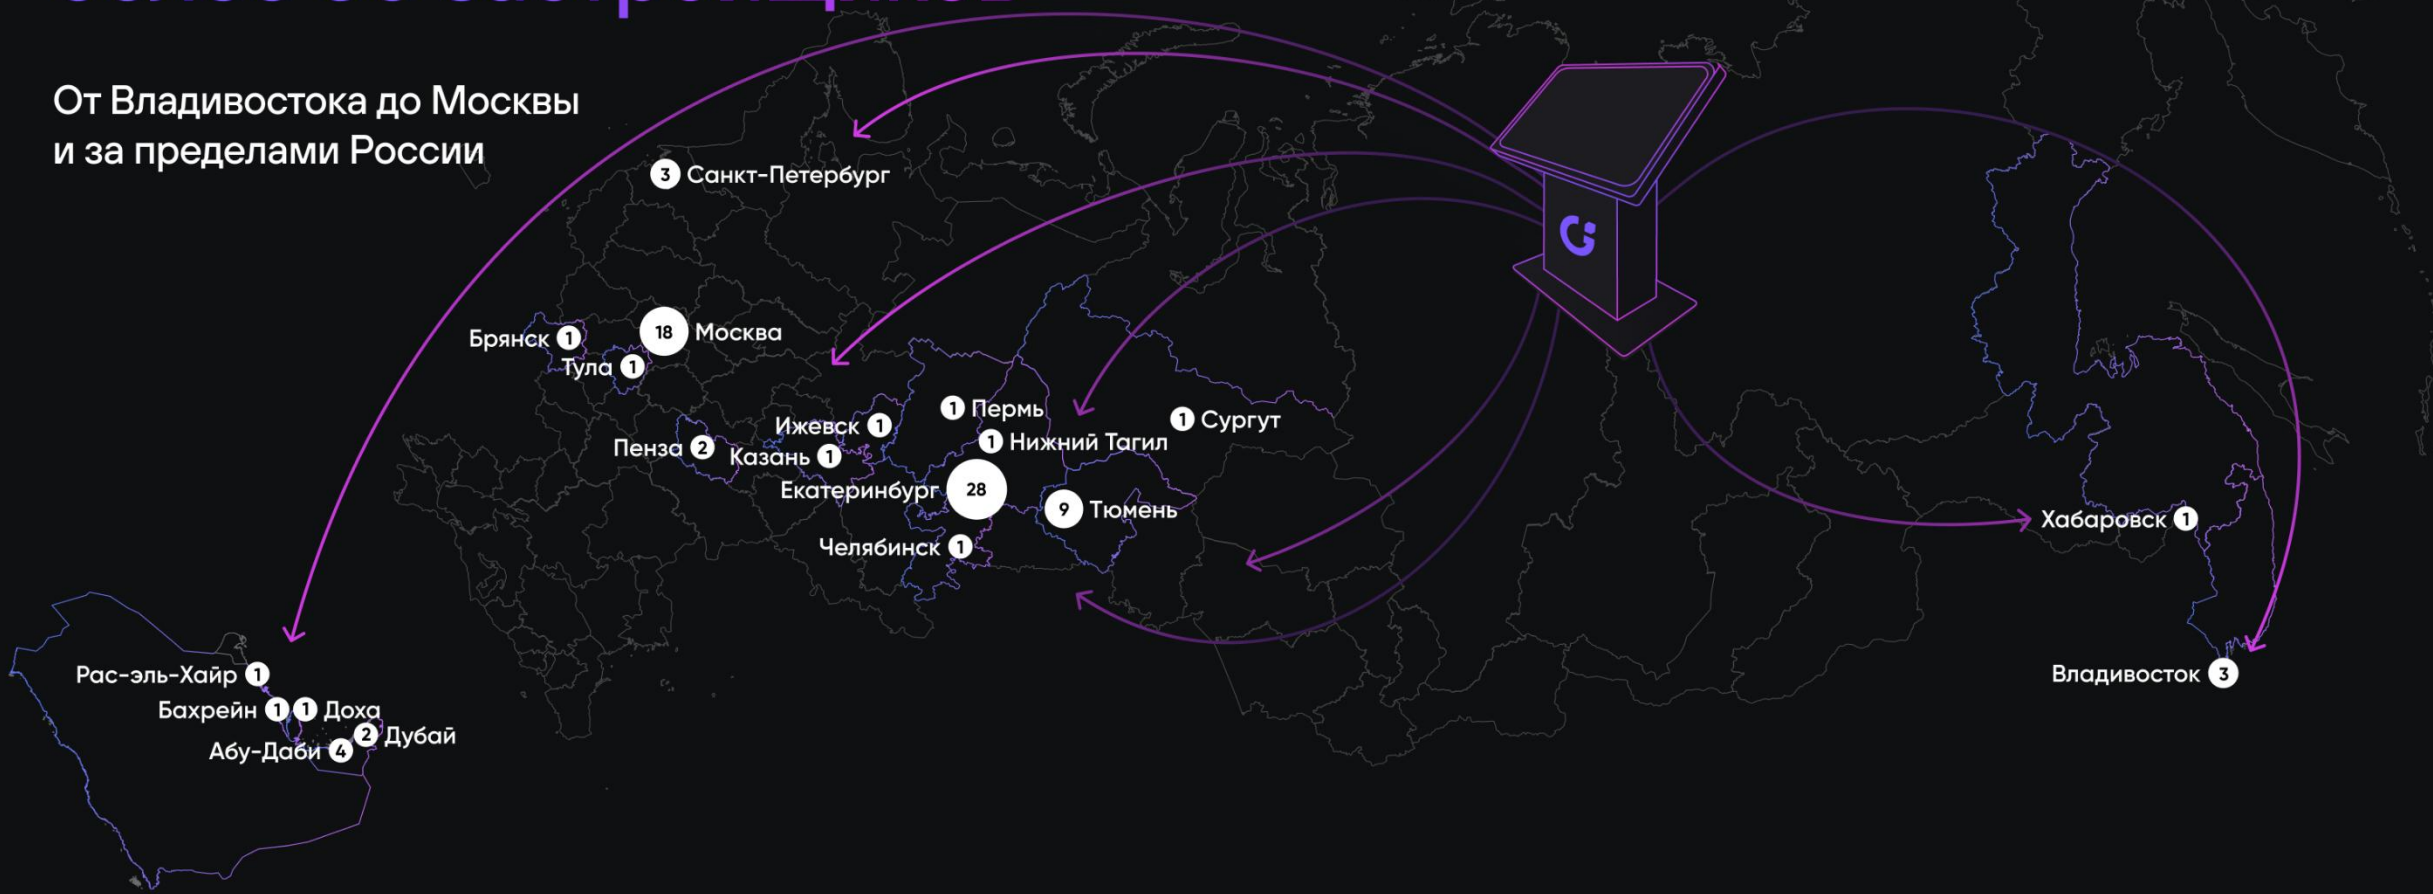 От Владивостока до Москвы
и за пределами России
3 Санкт-Петербург
Брянск 1
18 Москва
Тула 1
1 Пермь
Ижевск 1
1 Сургут
1 Нижний Тагил
Пенза 2
Казань 1
Екатеринбург 28
9 Тюмень
Челябинск 1
Хабаровск 1
Владивосток 3
Рас-эль-Хайр 1
Бахрейн 1
1 Доха
2 Дубай
Абу-Даби 4